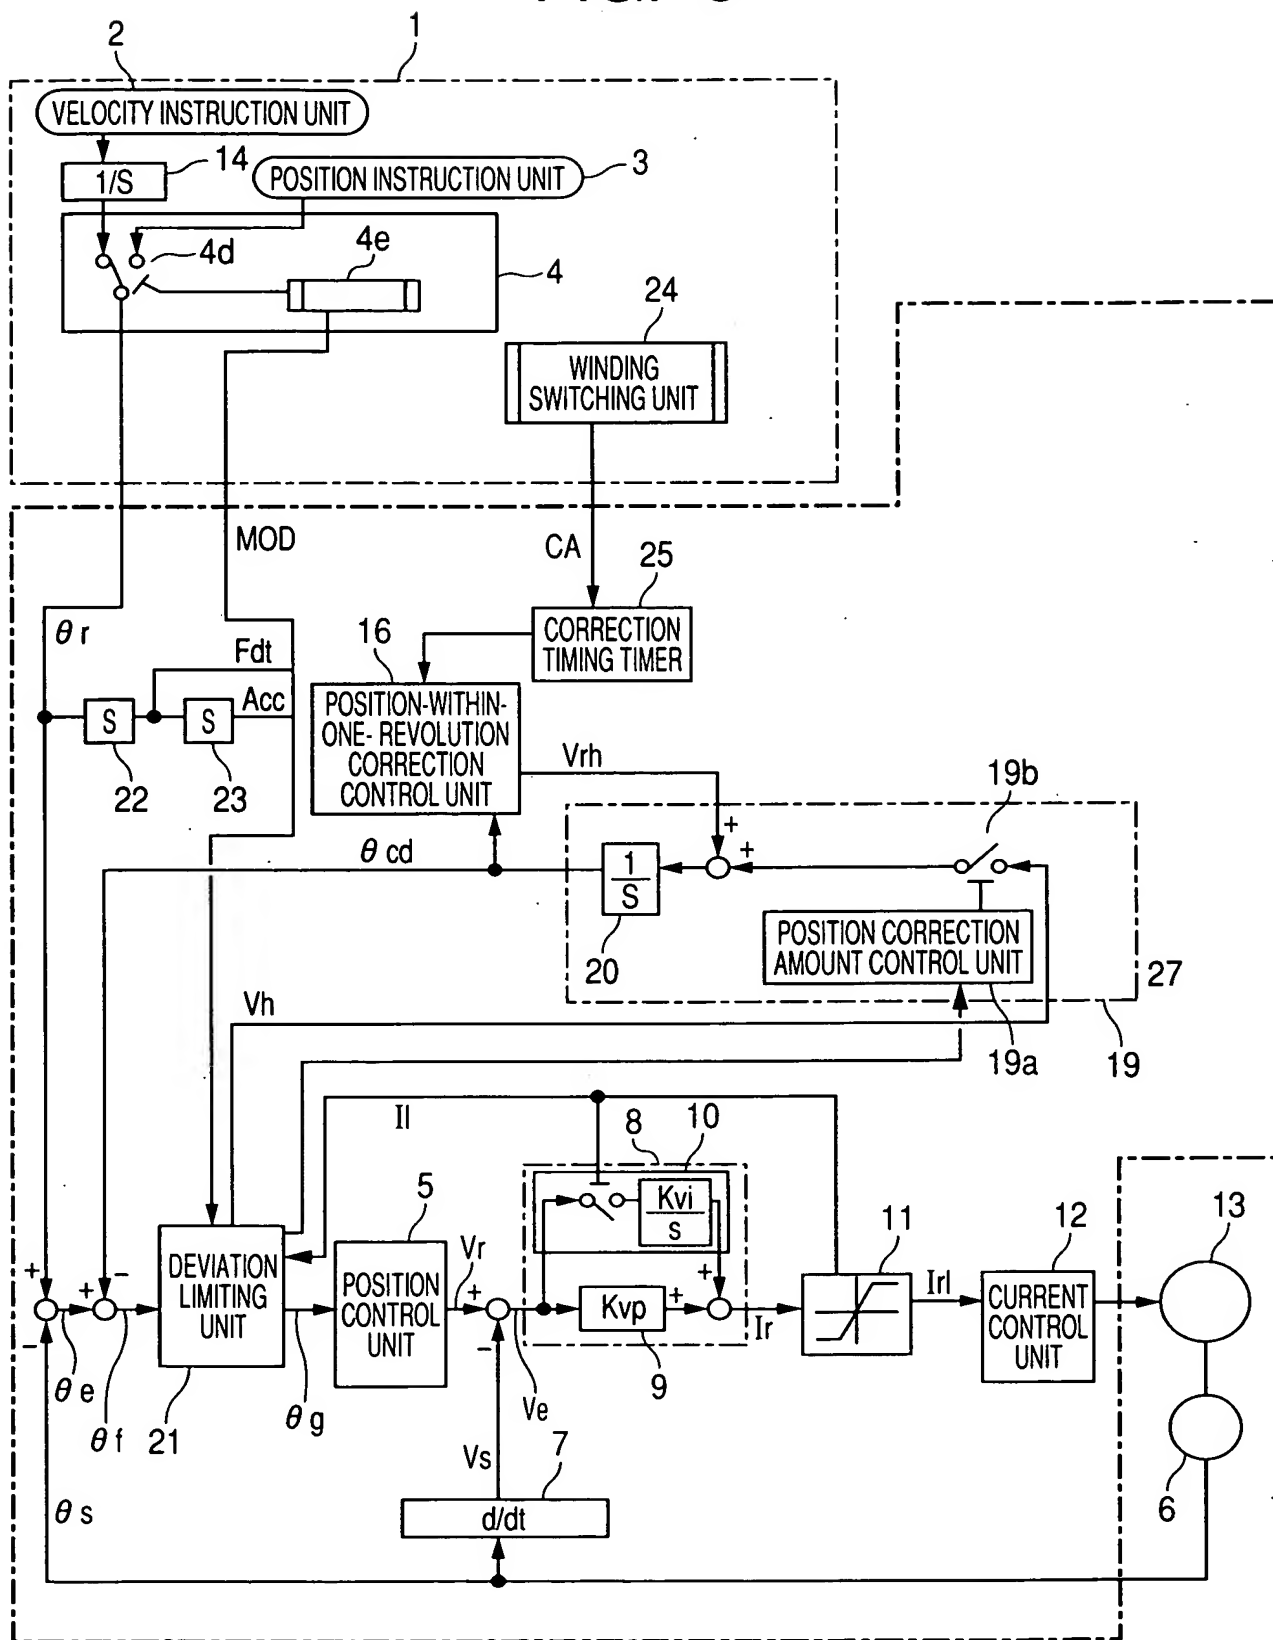 2
1
VELOCITY INSTRUCTION UNIT
14
3
1/S
POSITION INSTRUCTION UNIT
4d
4e
4
24
WINDING
SWITCHING UNIT
MOD
CA
25
θr
16
CORRECTION
TIMING TIMER
Fdt
Acc
S
S
22
23
POSITION-WITHIN-
ONE- REVOLUTION
CORRECTION
CONTROL UNIT
Vrh
19b
+
+
θcd
1
S
20
POSITION CORRECTION
AMOUNT CONTROL UNIT
27
Vh
19a
19
Il
8
10
5
Kvi
s
11
12
13
+
+
-
DEVIATION
LIMITING
UNIT
POSITION
CONTROL
UNIT
Vr
+
+
+
Kvp
Ir
Irl
CURRENT
CONTROL
UNIT
-
-
θe
θf
21
θg
Ve
9
Vs
7
6
θs
d/dt